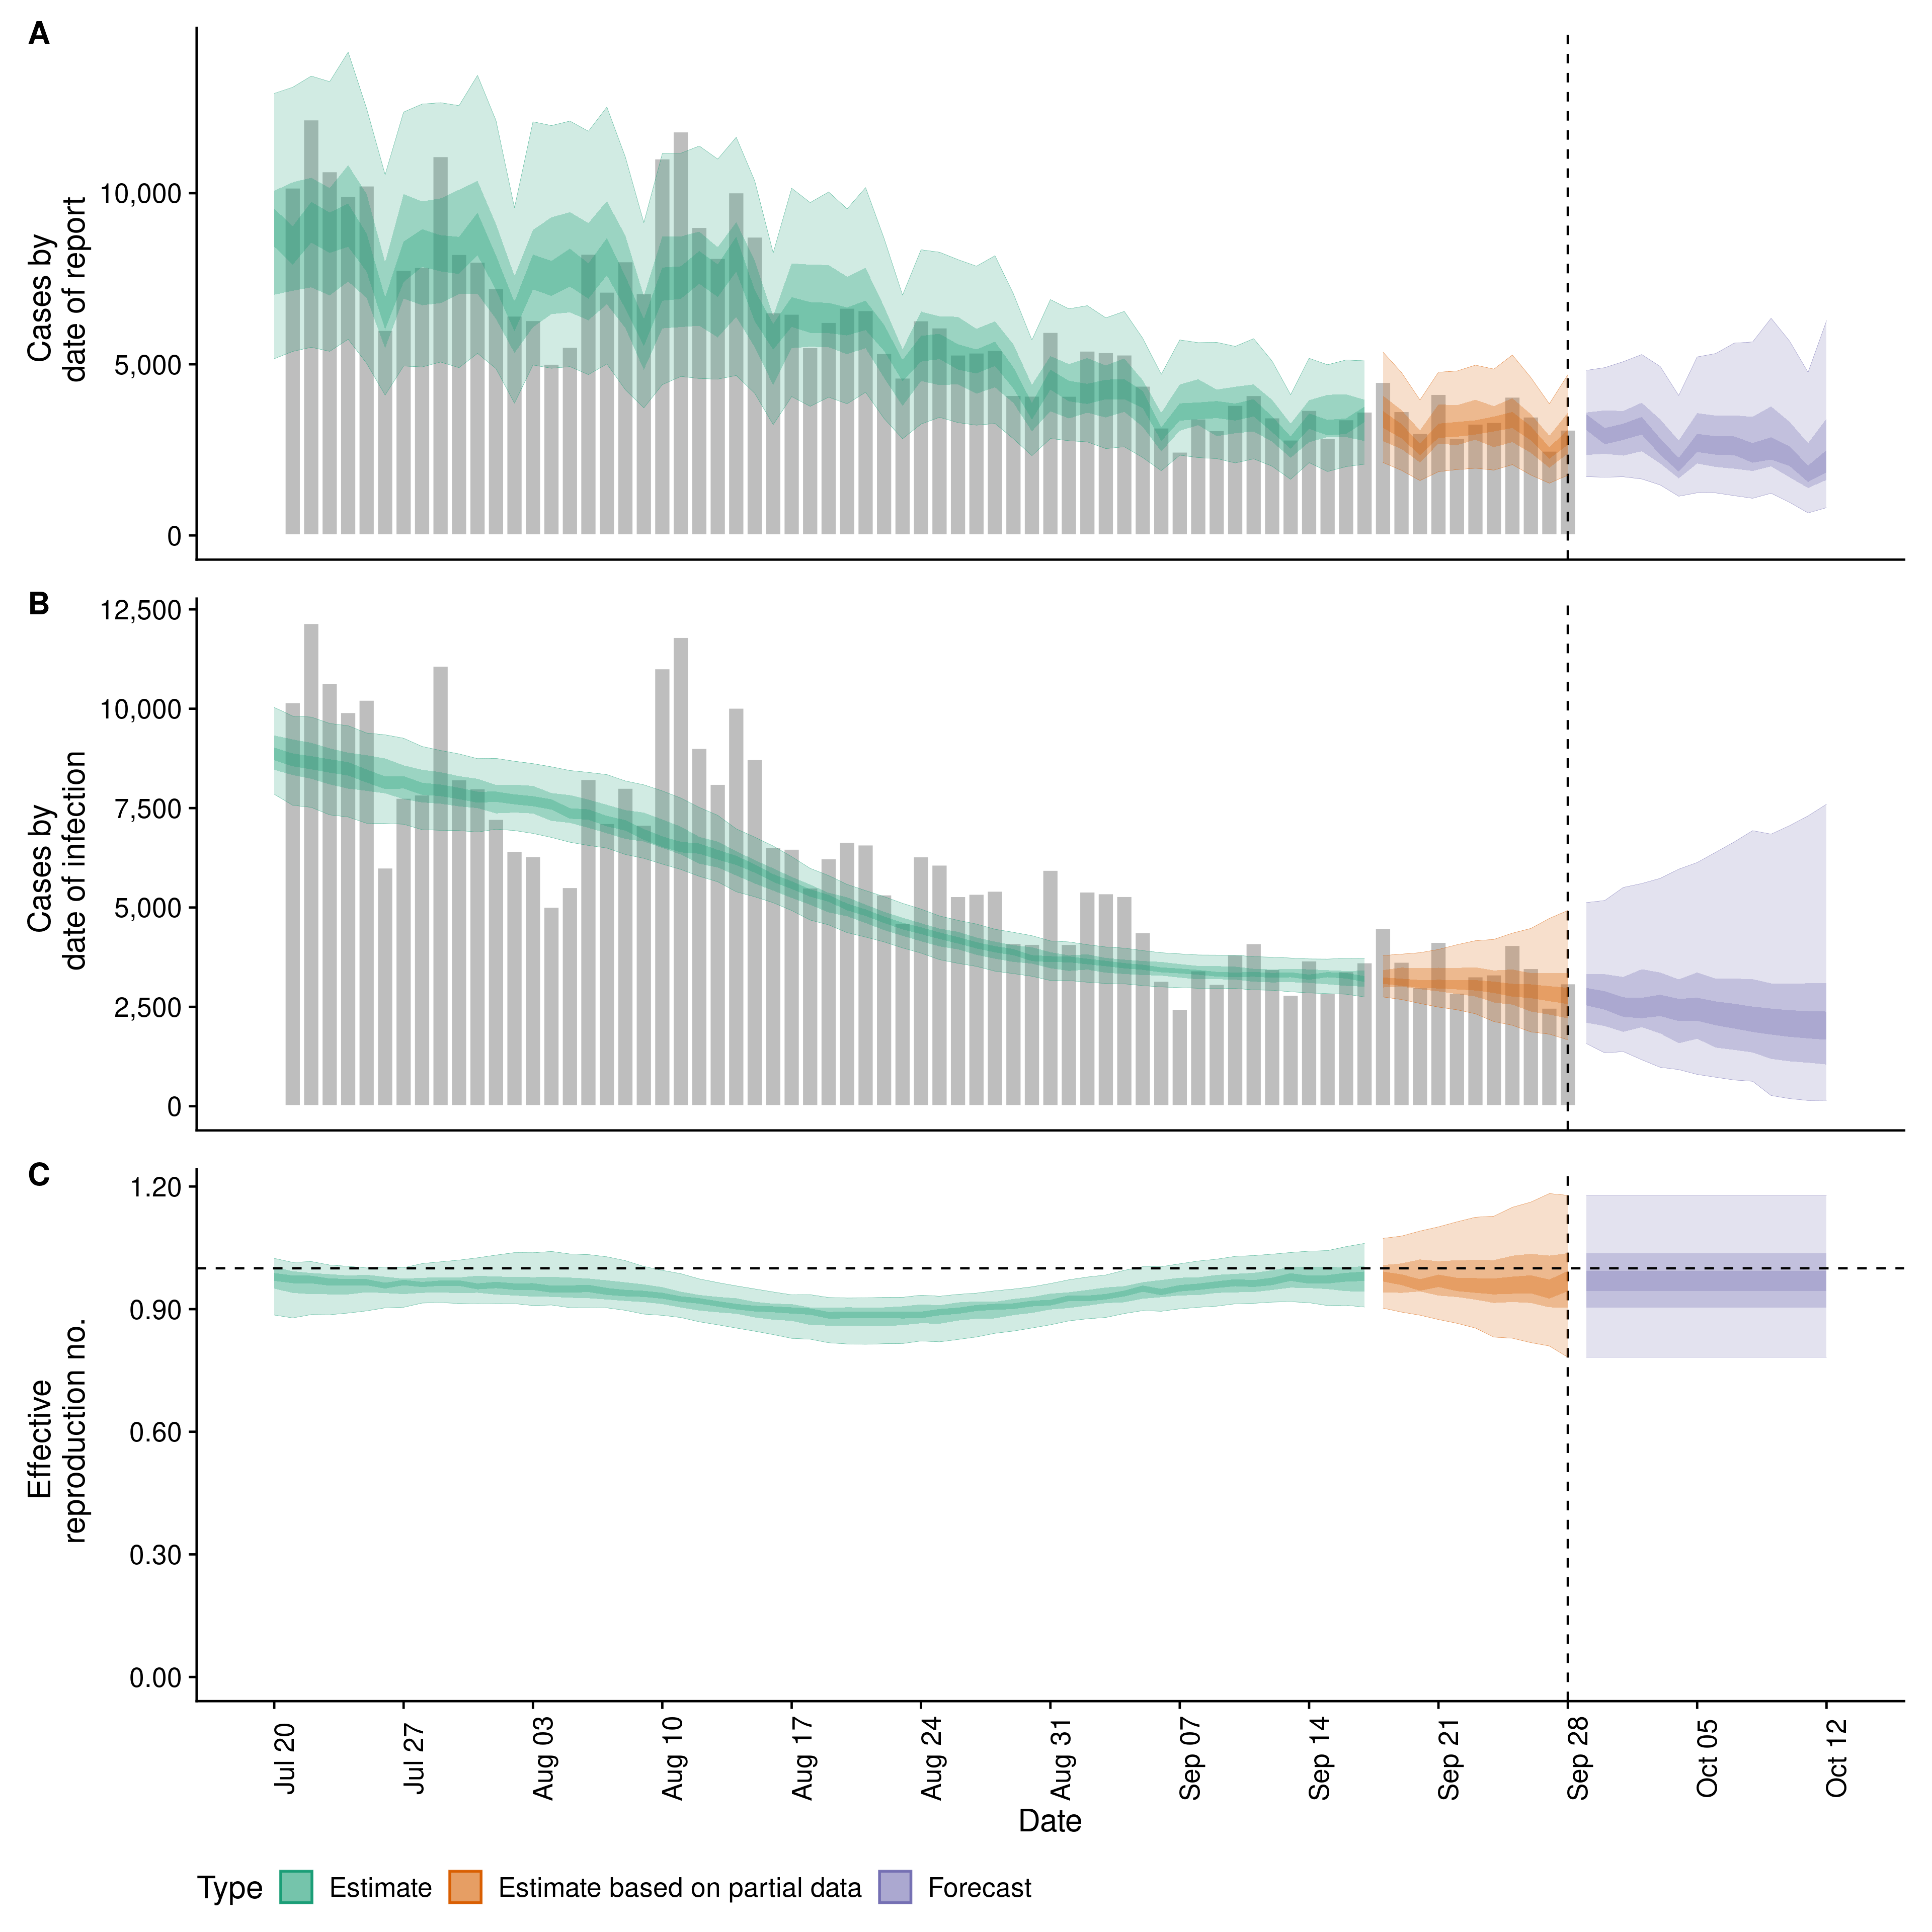 A
Cases by
date of report
10,000
5,000
0
B
Cases by
date of infection
12,500
10,000
7,500
5,000
2,500
0
C
Effective
reproduction no.
1.20
0.90
0.60
0.30
0.00
Jul 20
Jul 27
Aug 03
Aug 10
Aug 17
Aug 24
Aug 31
Sep 07
Sep 14
Sep 21
Sep 28
Oct 05
Oct 12
Date
Type Estimate Estimate based on partial data Forecast